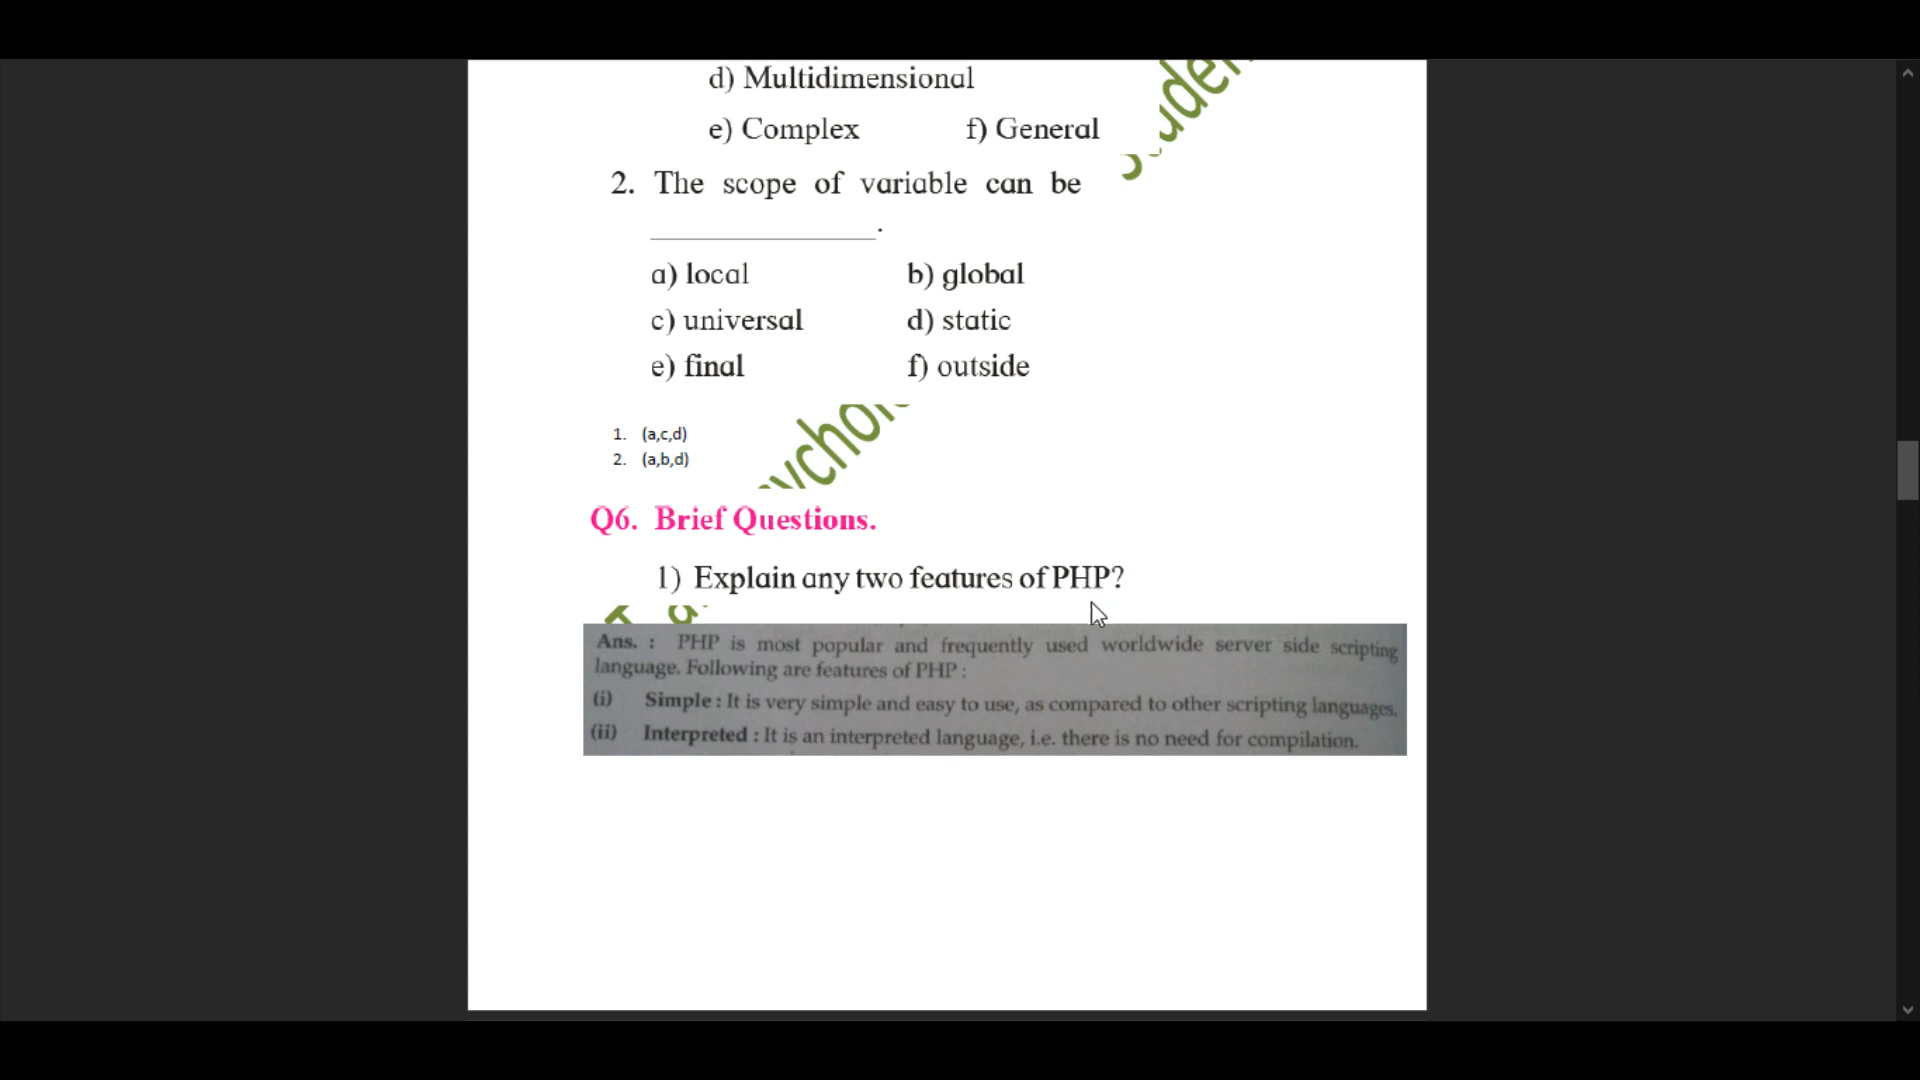 d) Multidimensional
e) Complex f) General
2. The scope of variable can be
______________.
a) local b) global
c) universal d) static
e) final f) outside
1. (a,c,d)
2. (a,b,d)
Q6. Brief Questions.
1) Explain any two features of PHP?
Ans. : PHP is most popular and frequently used worldwide server side scripting
language. Following are features of PHP :
(i) Simple : It is very simple and easy to use, as compared to other scripting languages.
(ii) Interpreted : It is an interpreted language, i.e. there is no need for compilation.